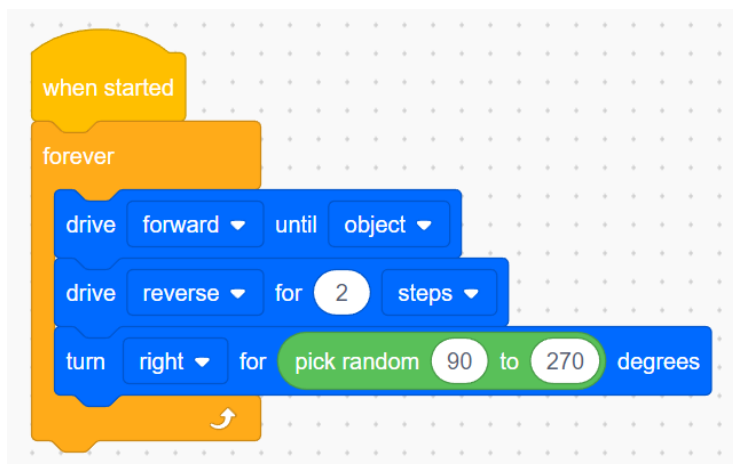 when started
forever
drive forward until object
drive reverse for 2 steps
turn right for pick random 90 to 270 degrees